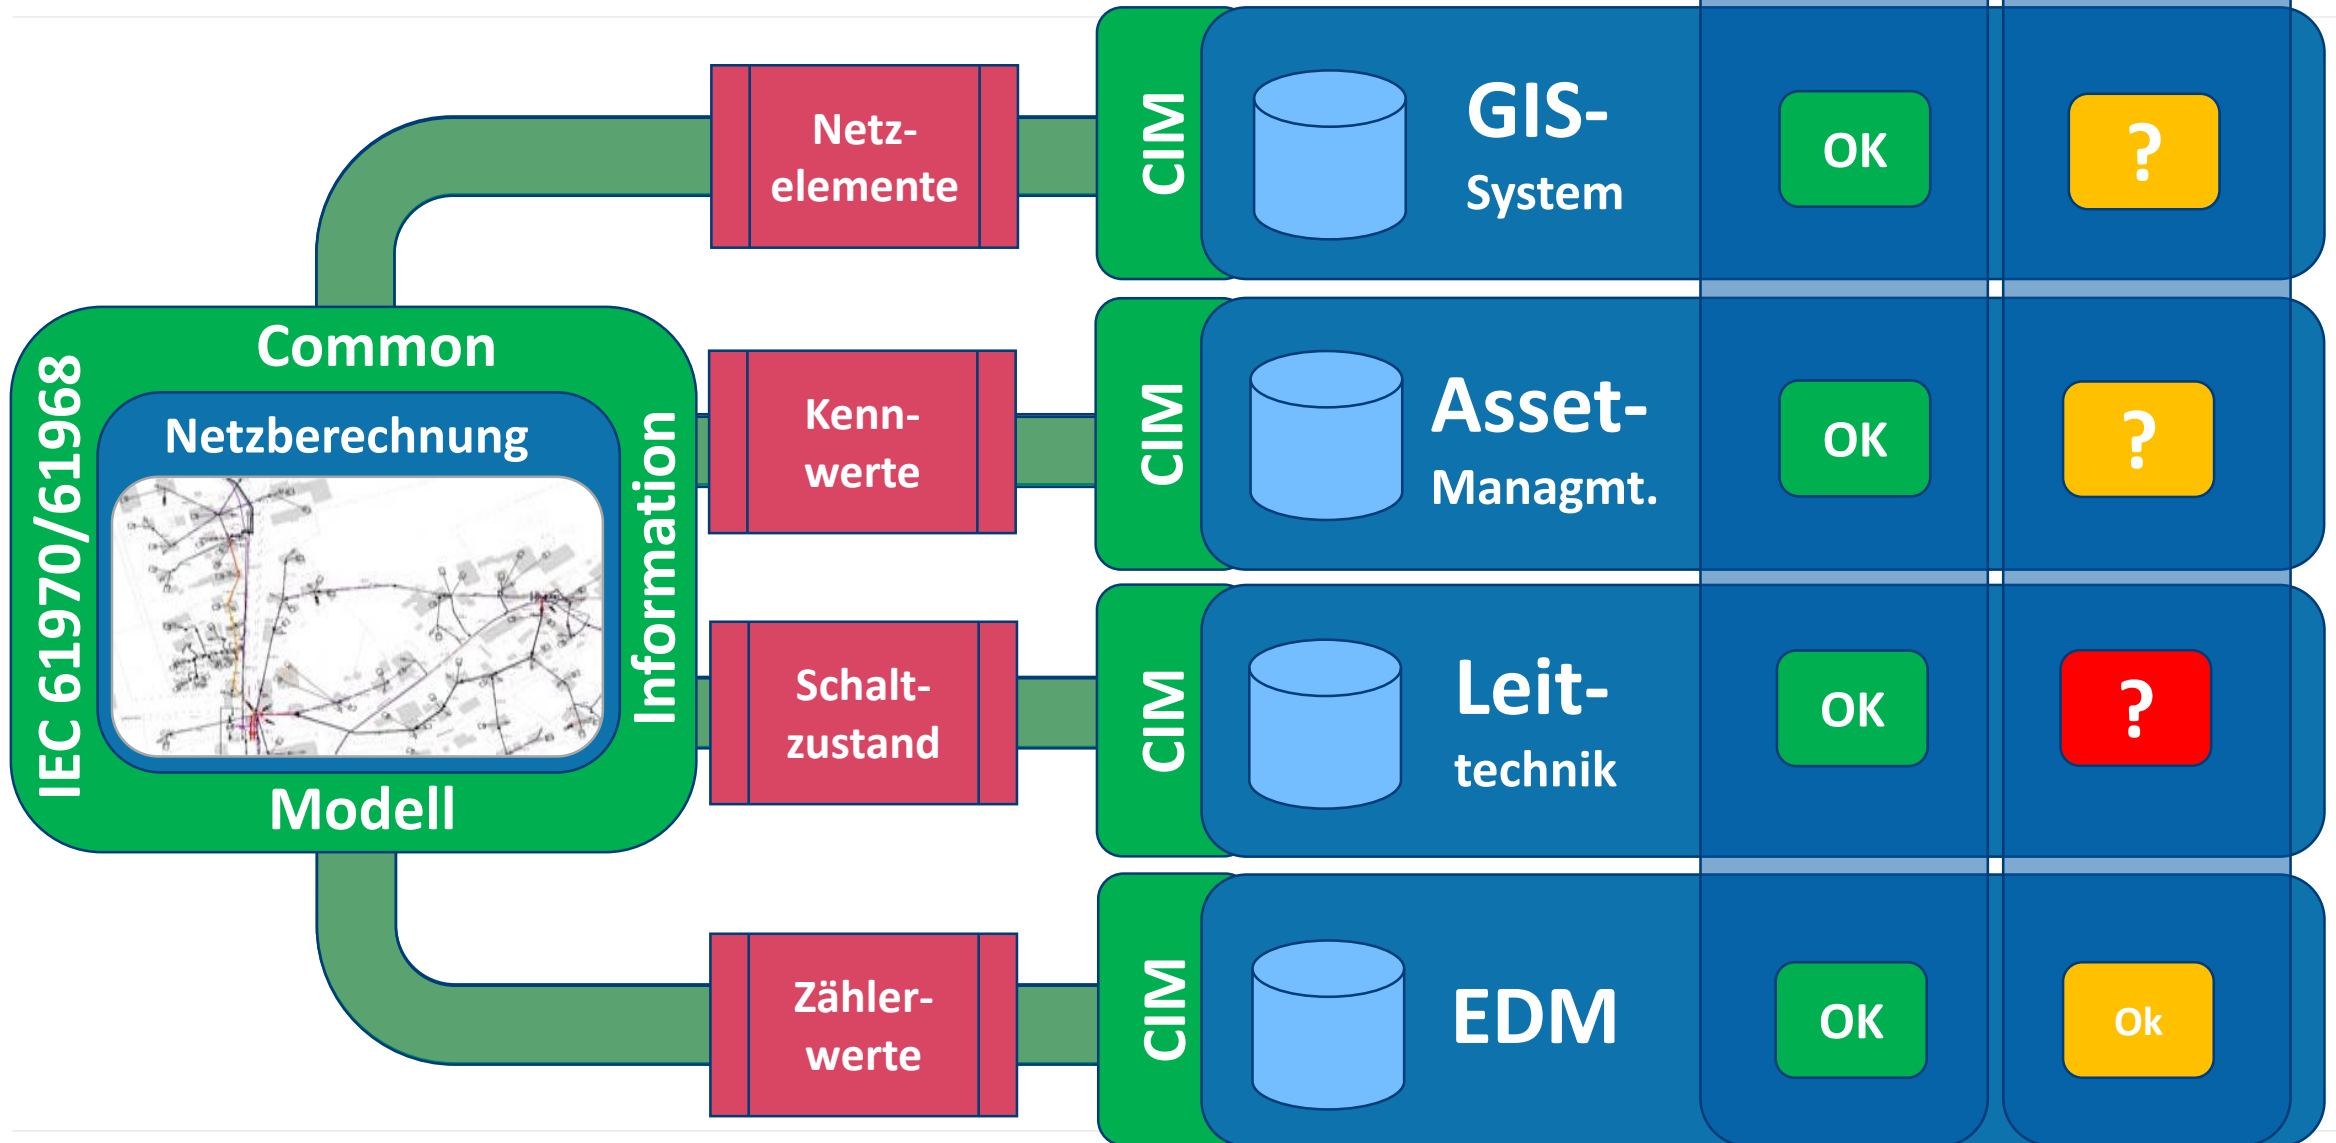 Netz-
elemente
CIM
GIS-
System
OK
?
IEC 61970/61968
Common
Netzberechnung
Information
Modell
Kenn-
werte
CIM
Asset-
Managmt.
OK
?
Schalt-
zustand
CIM
Leit-
technik
OK
?
Zähler-
werte
CIM
EDM
OK
Ok